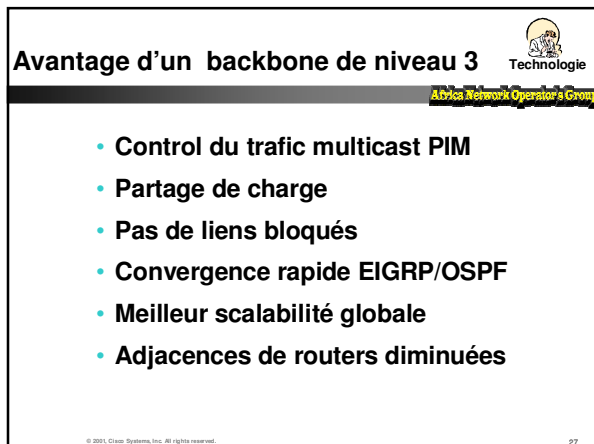 Avantage d'un backbone de niveau 3
Technologie
Africa Network Operator's Group
• Control du trafic multicast PIM
• Partage de charge
• Pas de liens bloqués
• Convergence rapide EIGRP/OSPF
• Meilleur scalabilité globale
• Adjacences de routers diminuées
© 2001, Cisco Systems, Inc. All rights reserved.
27